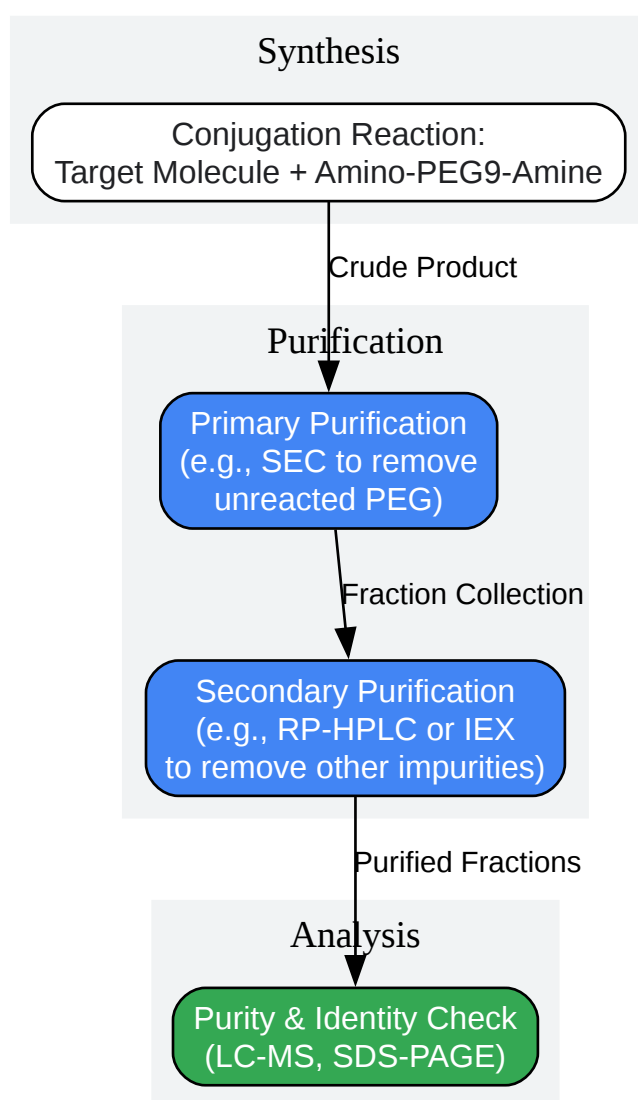 Synthesis
Conjugation Reaction:
Target Molecule + Amino-PEG9-Amine
Crude Product
Purification
Primary Purification
(e.g., SEC to remove
unreacted PEG)
Fraction Collection
Secondary Purification
(e.g., RP-HPLC or IEX
to remove other impurities)
Purified Fractions
Analysis
Purity & Identity Check
(LC-MS, SDS-PAGE)